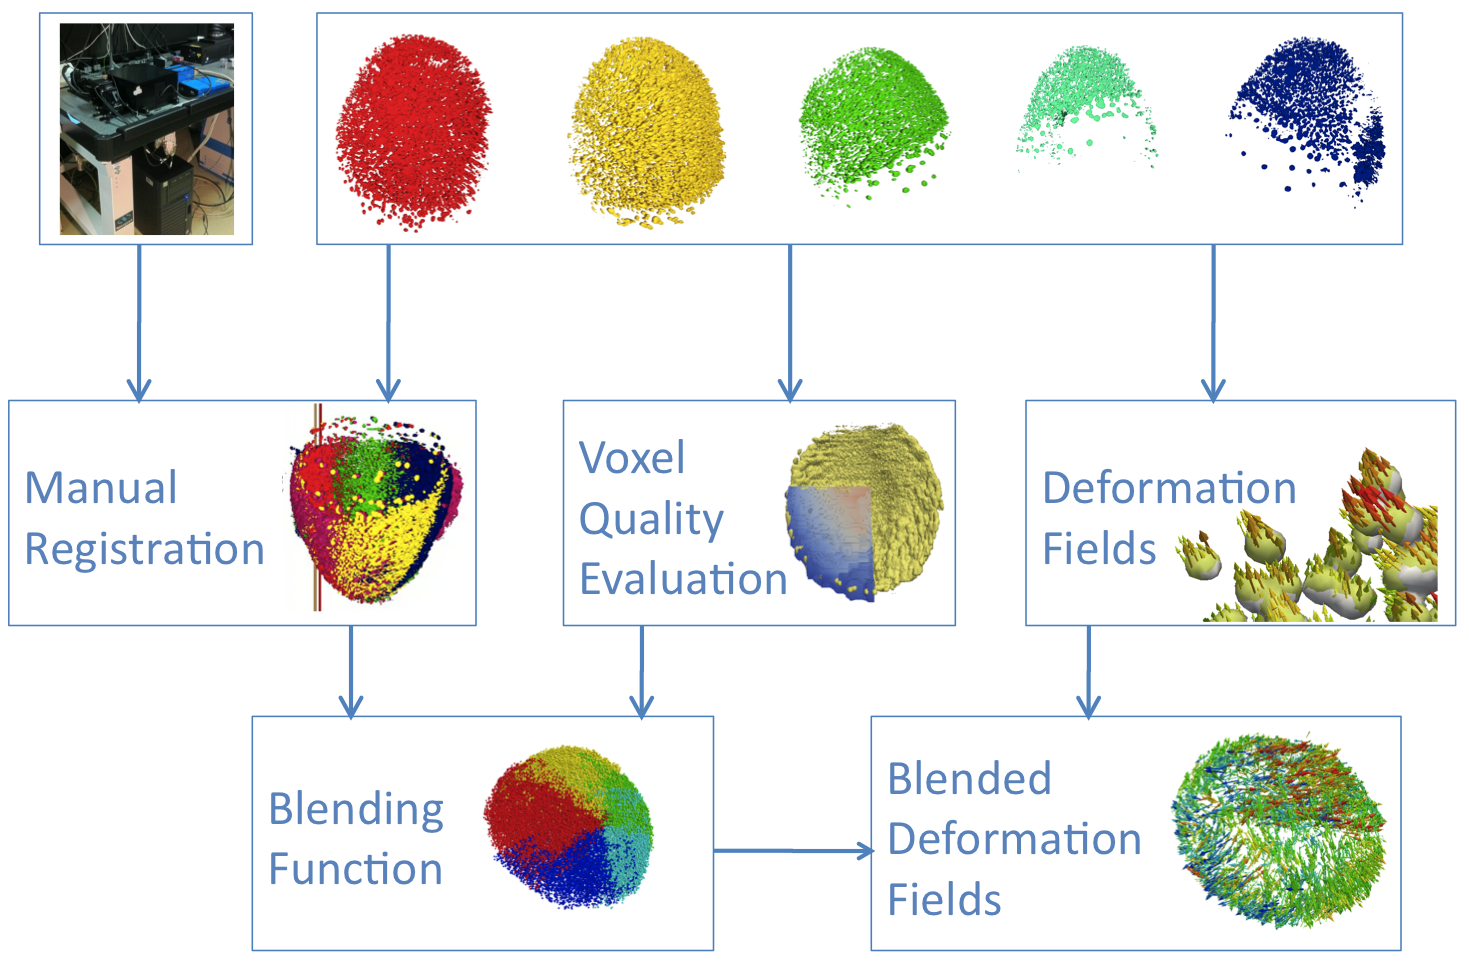 Manual
Registration
Voxel
Quality
Evaluation
Deformation
Fields
Blending
Function
Blended
Deformation
Fields